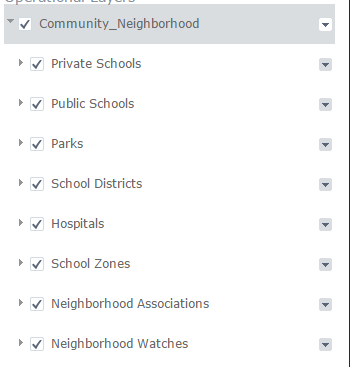 Operational Layers
Community_Neighborhood
Private Schools
Public Schools
Parks
School Districts
Hospitals
School Zones
Neighborhood Associations
Neighborhood Watches